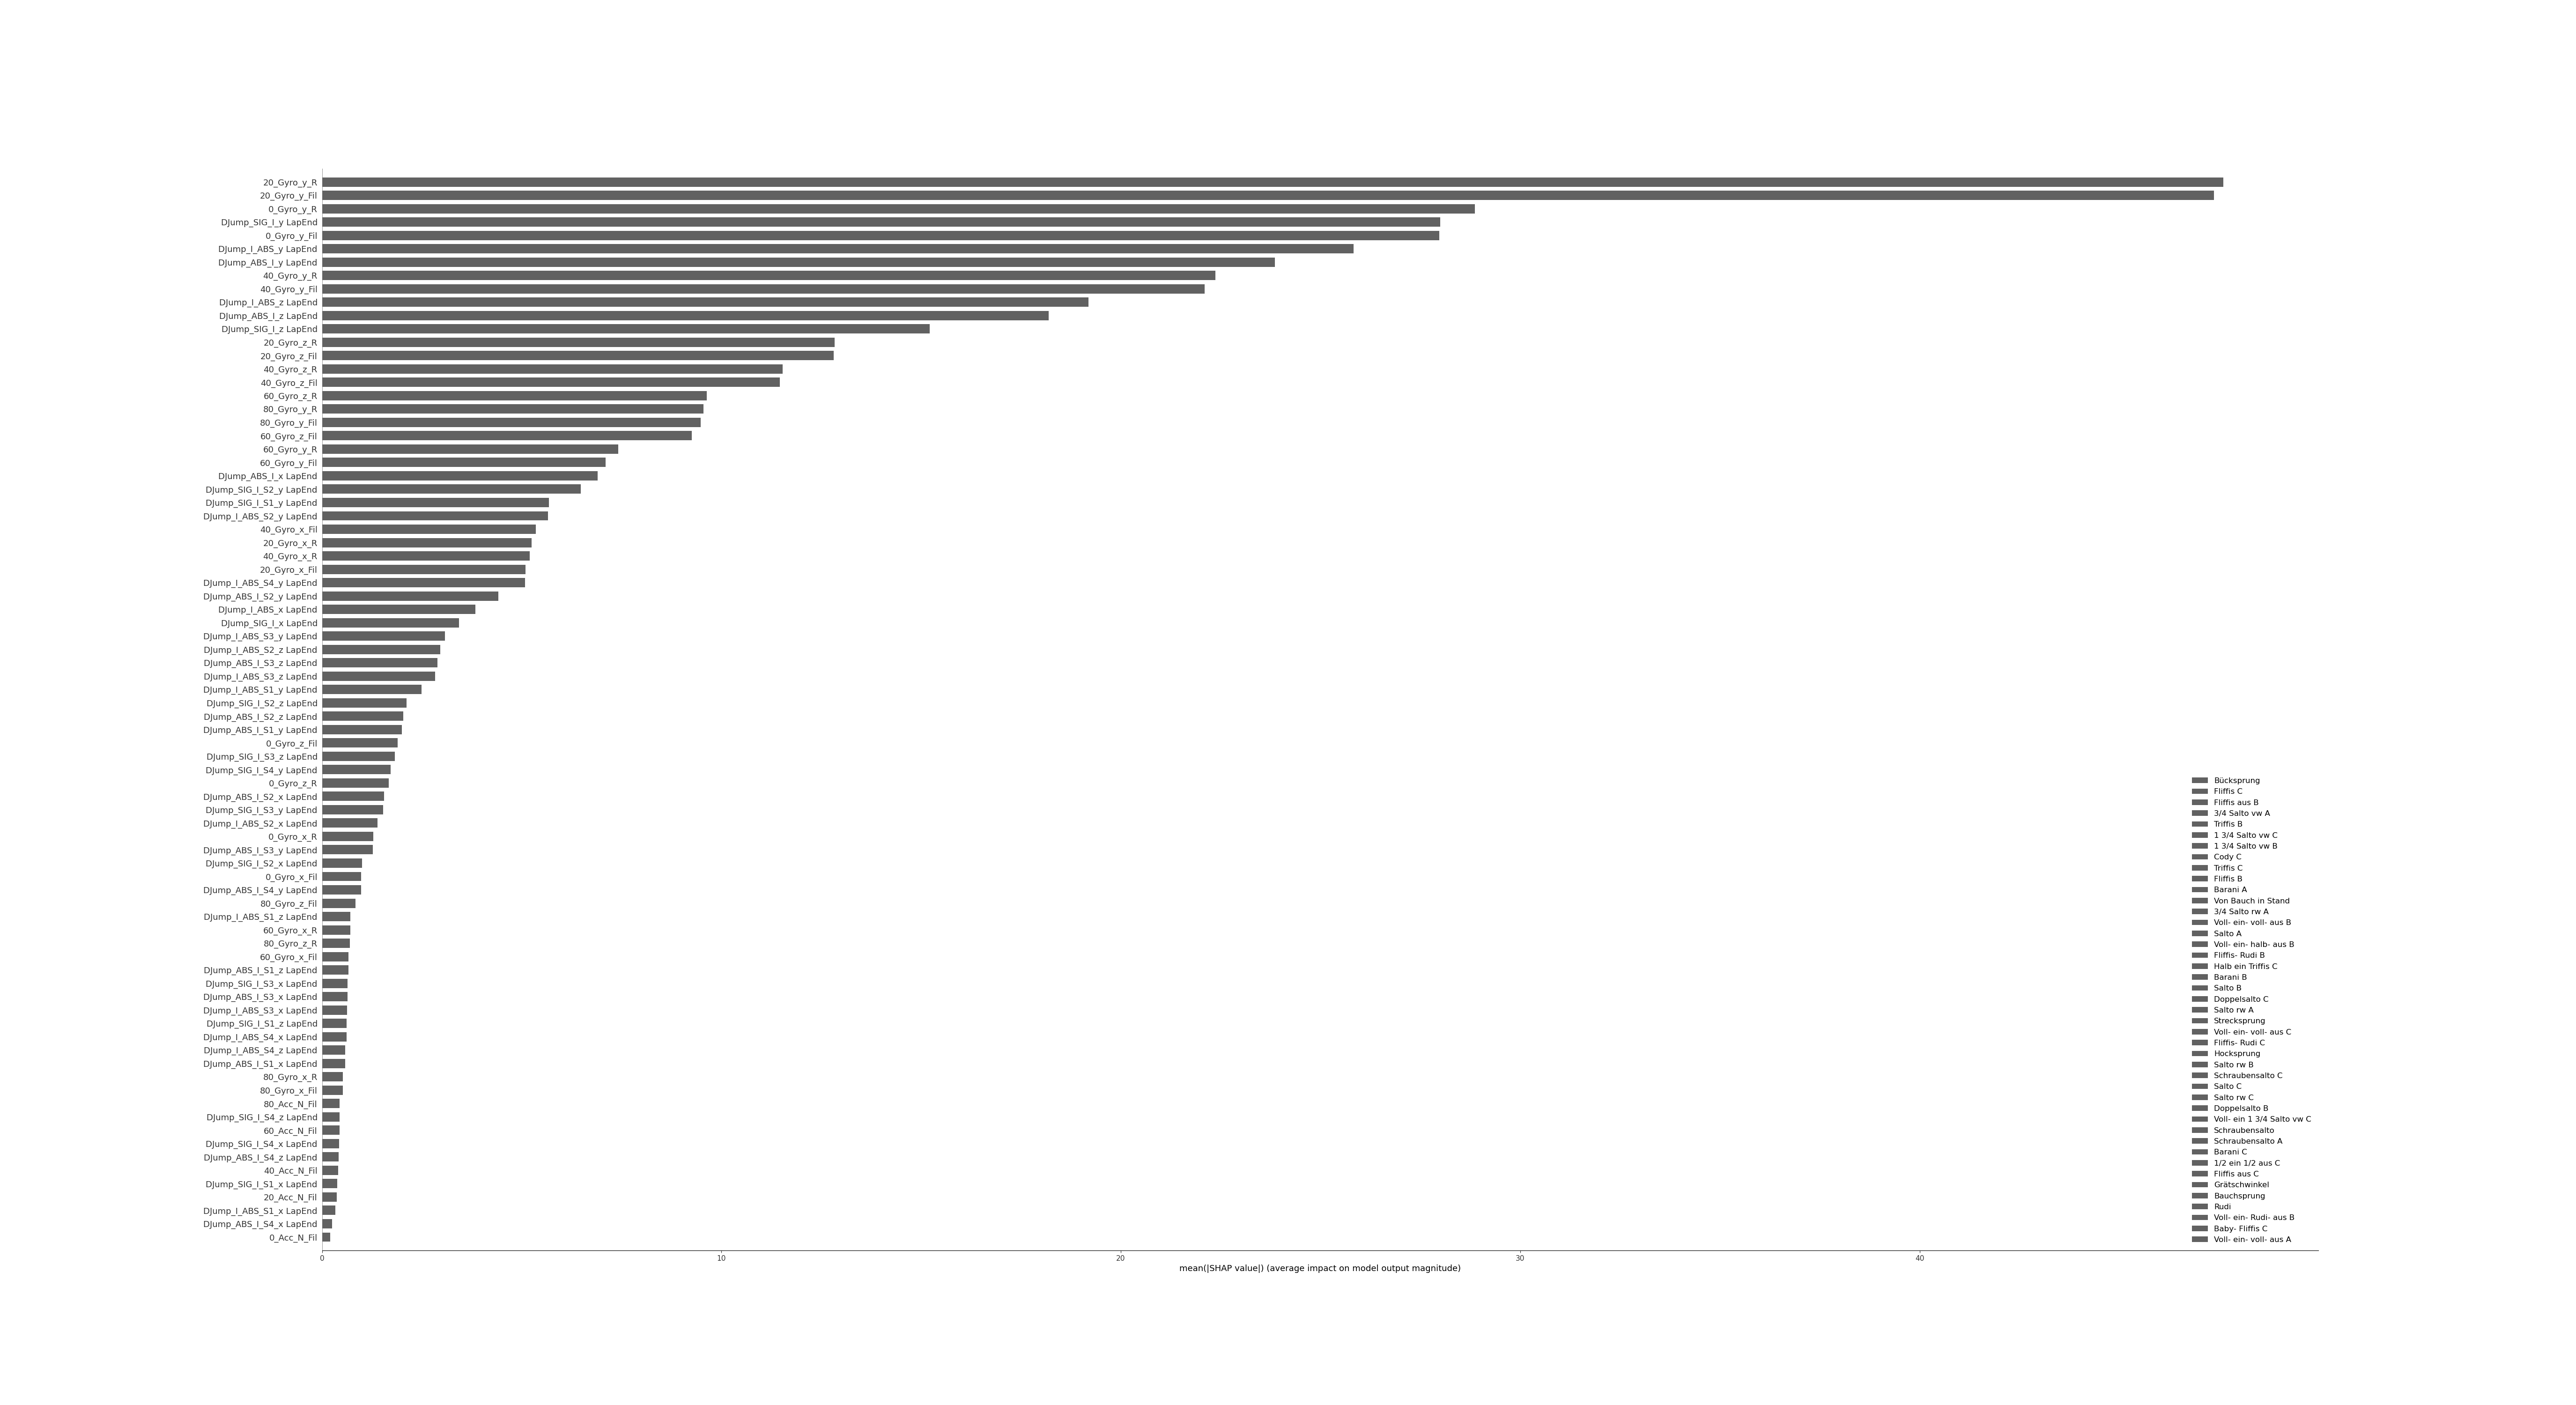 20_Gyro_y_R
20_Gyro_y_Fil
0_Gyro_y_R
DJump_SIG_I_y LapEnd
0_Gyro_y_Fil
DJump_I_ABS_y LapEnd
DJump_ABS_I_y LapEnd
40_Gyro_y_R
40_Gyro_y_Fil
DJump_I_ABS_z LapEnd
DJump_ABS_I_z LapEnd
DJump_SIG_I_z LapEnd
20_Gyro_z_R
20_Gyro_z_Fil
40_Gyro_z_R
40_Gyro_z_Fil
60_Gyro_z_R
80_Gyro_y_R
80_Gyro_y_Fil
60_Gyro_z_Fil
60_Gyro_y_R
60_Gyro_y_Fil
DJump_ABS_I_x LapEnd
DJump_SIG_I_S2_y LapEnd
DJump_SIG_I_S1_y LapEnd
DJump_I_ABS_S2_y LapEnd
40_Gyro_x_Fil
20_Gyro_x_R
40_Gyro_x_R
20_Gyro_x_Fil
DJump_I_ABS_S4_y LapEnd
DJump_ABS_I_S2_y LapEnd
DJump_I_ABS_x LapEnd
DJump_SIG_I_x LapEnd
DJump_I_ABS_S3_y LapEnd
DJump_I_ABS_S2_z LapEnd
DJump_ABS_I_S3_z LapEnd
DJump_I_ABS_S3_z LapEnd
DJump_I_ABS_S1_y LapEnd
DJump_SIG_I_S2_z LapEnd
DJump_ABS_I_S2_z LapEnd
DJump_ABS_I_S1_y LapEnd
0_Gyro_z_Fil
DJump_SIG_I_S3_z LapEnd
DJump_SIG_I_S4_y LapEnd
0_Gyro_z_R
DJump_ABS_I_S2_x LapEnd
DJump_SIG_I_S3_y LapEnd
DJump_I_ABS_S2_x LapEnd
0_Gyro_x_R
DJump_ABS_I_S3_y LapEnd
DJump_SIG_I_S2_x LapEnd
0_Gyro_x_Fil
DJump_ABS_I_S4_y LapEnd
80_Gyro_z_Fil
DJump_I_ABS_S1_z LapEnd
60_Gyro_x_R
80_Gyro_z_R
60_Gyro_x_Fil
DJump_ABS_I_S1_z LapEnd
DJump_SIG_I_S3_x LapEnd
DJump_ABS_I_S3_x LapEnd
DJump_I_ABS_S3_x LapEnd
DJump_SIG_I_S1_z LapEnd
DJump_I_ABS_S4_x LapEnd
DJump_I_ABS_S4_z LapEnd
DJump_ABS_I_S1_x LapEnd
80_Gyro_x_R
80_Gyro_x_Fil
80_Acc_N_Fil
DJump_SIG_I_S4_z LapEnd
60_Acc_N_Fil
DJump_SIG_I_S4_x LapEnd
DJump_ABS_I_S4_z LapEnd
40_Acc_N_Fil
DJump_SIG_I_S1_x LapEnd
20_Acc_N_Fil
DJump_I_ABS_S1_x LapEnd
DJump_ABS_I_S4_x LapEnd
0_Acc_N_Fil
Bücksprung
Fliffis C
Fliffis aus B
3/4 Salto vw A
Triffis B
1 3/4 Salto vw C
1 3/4 Salto vw B
Cody C
Triffis C
Fliffis B
Barani A
Von Bauch in Stand
3/4 Salto rw A
Voll- ein- voll- aus B
Salto A
Voll- ein- halb- aus B
Fliffis- Rudi B
Halb ein Triffis C
Barani B
Salto B
Doppelsalto C
Salto rw A
Strecksprung
Voll- ein- voll- aus C
Fliffis- Rudi C
Hocksprung
Salto rw B
Schraubensalto C
Salto C
Salto rw C
Doppelsalto B
Voll- ein 1 3/4 Salto vw C
Schraubensalto
Schraubensalto A
Barani C
1/2 ein 1/2 aus C
Fliffis aus C
Grätschwinkel
Bauchsprung
Rudi
Voll- ein- Rudi- aus B
Baby- Fliffis C
Voll- ein- voll- aus A
0 10 20 30 40
mean(|SHAP value|) (average impact on model output magnitude)